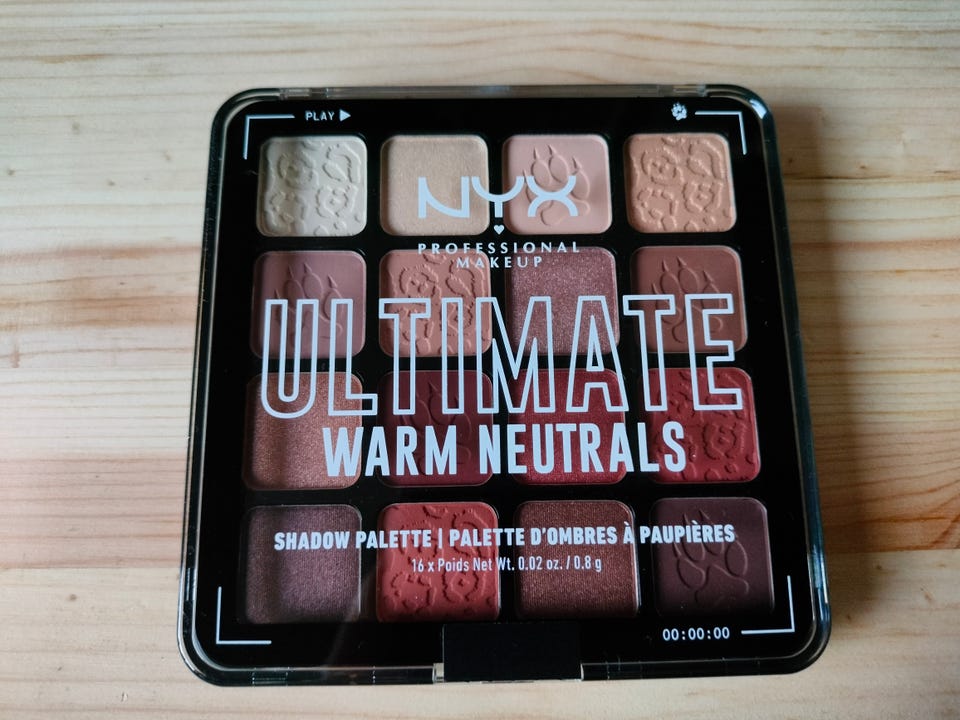 PLAY
NYX
PROFESSIONAL
MAKEUP
ULTIMATE
WARM NEUTRALS
SHADOW PALETTE | PALETTE D'OMBRES À PAUPIÈRES
16 x Poids Net Wt. 0.02 oz. / 0.8 g
00:00:00